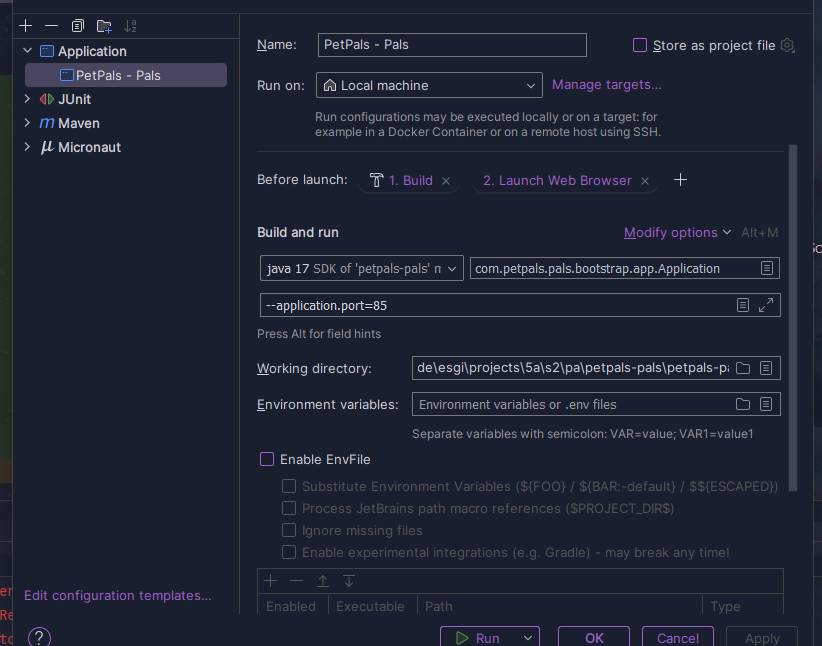 Application
PetPals - Pals
JUnit
Maven
Micronaut
Edit configuration templates...
?
Name:
PetPals - Pals
Store as project file
Run on:
Local machine
Manage targets...
Run configurations may be executed locally or on a target: for
example in a Docker Container or on a remote host using SSH.
Before launch:
1. Build
2. Launch Web Browser
Build and run
Modify options
Alt+M
java 17 SDK of 'petpals-pals' m
com.petpals.pals.bootstrap.app.Application
--application.port=85
Press Alt for field hints
Working directory:
de\esgi\projects\5a\s2\pa\petpals-pals\petpals-pa
Environment variables:
Environment variables or .env files
Separate variables with semicolon: VAR=value; VAR1=value1
Enable EnvFile
Substitute Environment Variables (${FOO} / ${BAR:-default} / $${ESCAPED})
Process JetBrains path macro references ($PROJECT_DIR$)
Ignore missing files
Enable experimental integrations (e.g. Gradle) - may break any time!
Enabled
Executable
Path
Type
Run
OK
Cancel
Apply